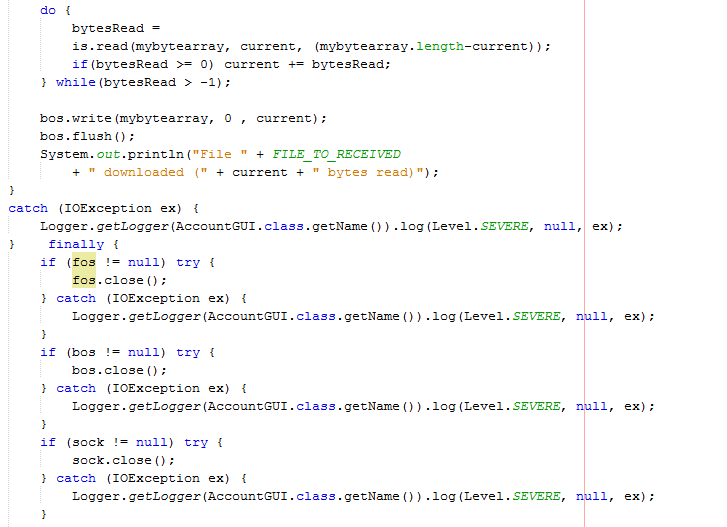 do {
bytesRead =
is.read(mybytearray, current, (mybytearray.length-current));
if(bytesRead >= 0) current += bytesRead;
} while(bytesRead > -1);
bos.write(mybytearray, 0 , current);
bos.flush();
System.out.println("File " + FILE_TO_RECEIVED
+ " downloaded (" + current + " bytes read)");
}
catch (IOException ex) {
Logger.getLogger(AccountGUI.class.getName()).log(Level.SEVERE, null, ex);
} finally {
if (fos != null) try {
fos.close();
} catch (IOException ex) {
Logger.getLogger(AccountGUI.class.getName()).log(Level.SEVERE, null, ex);
}
if (bos != null) try {
bos.close();
} catch (IOException ex) {
Logger.getLogger(AccountGUI.class.getName()).log(Level.SEVERE, null, ex);
}
if (sock != null) try {
sock.close();
} catch (IOException ex) {
Logger.getLogger(AccountGUI.class.getName()).log(Level.SEVERE, null, ex);
}